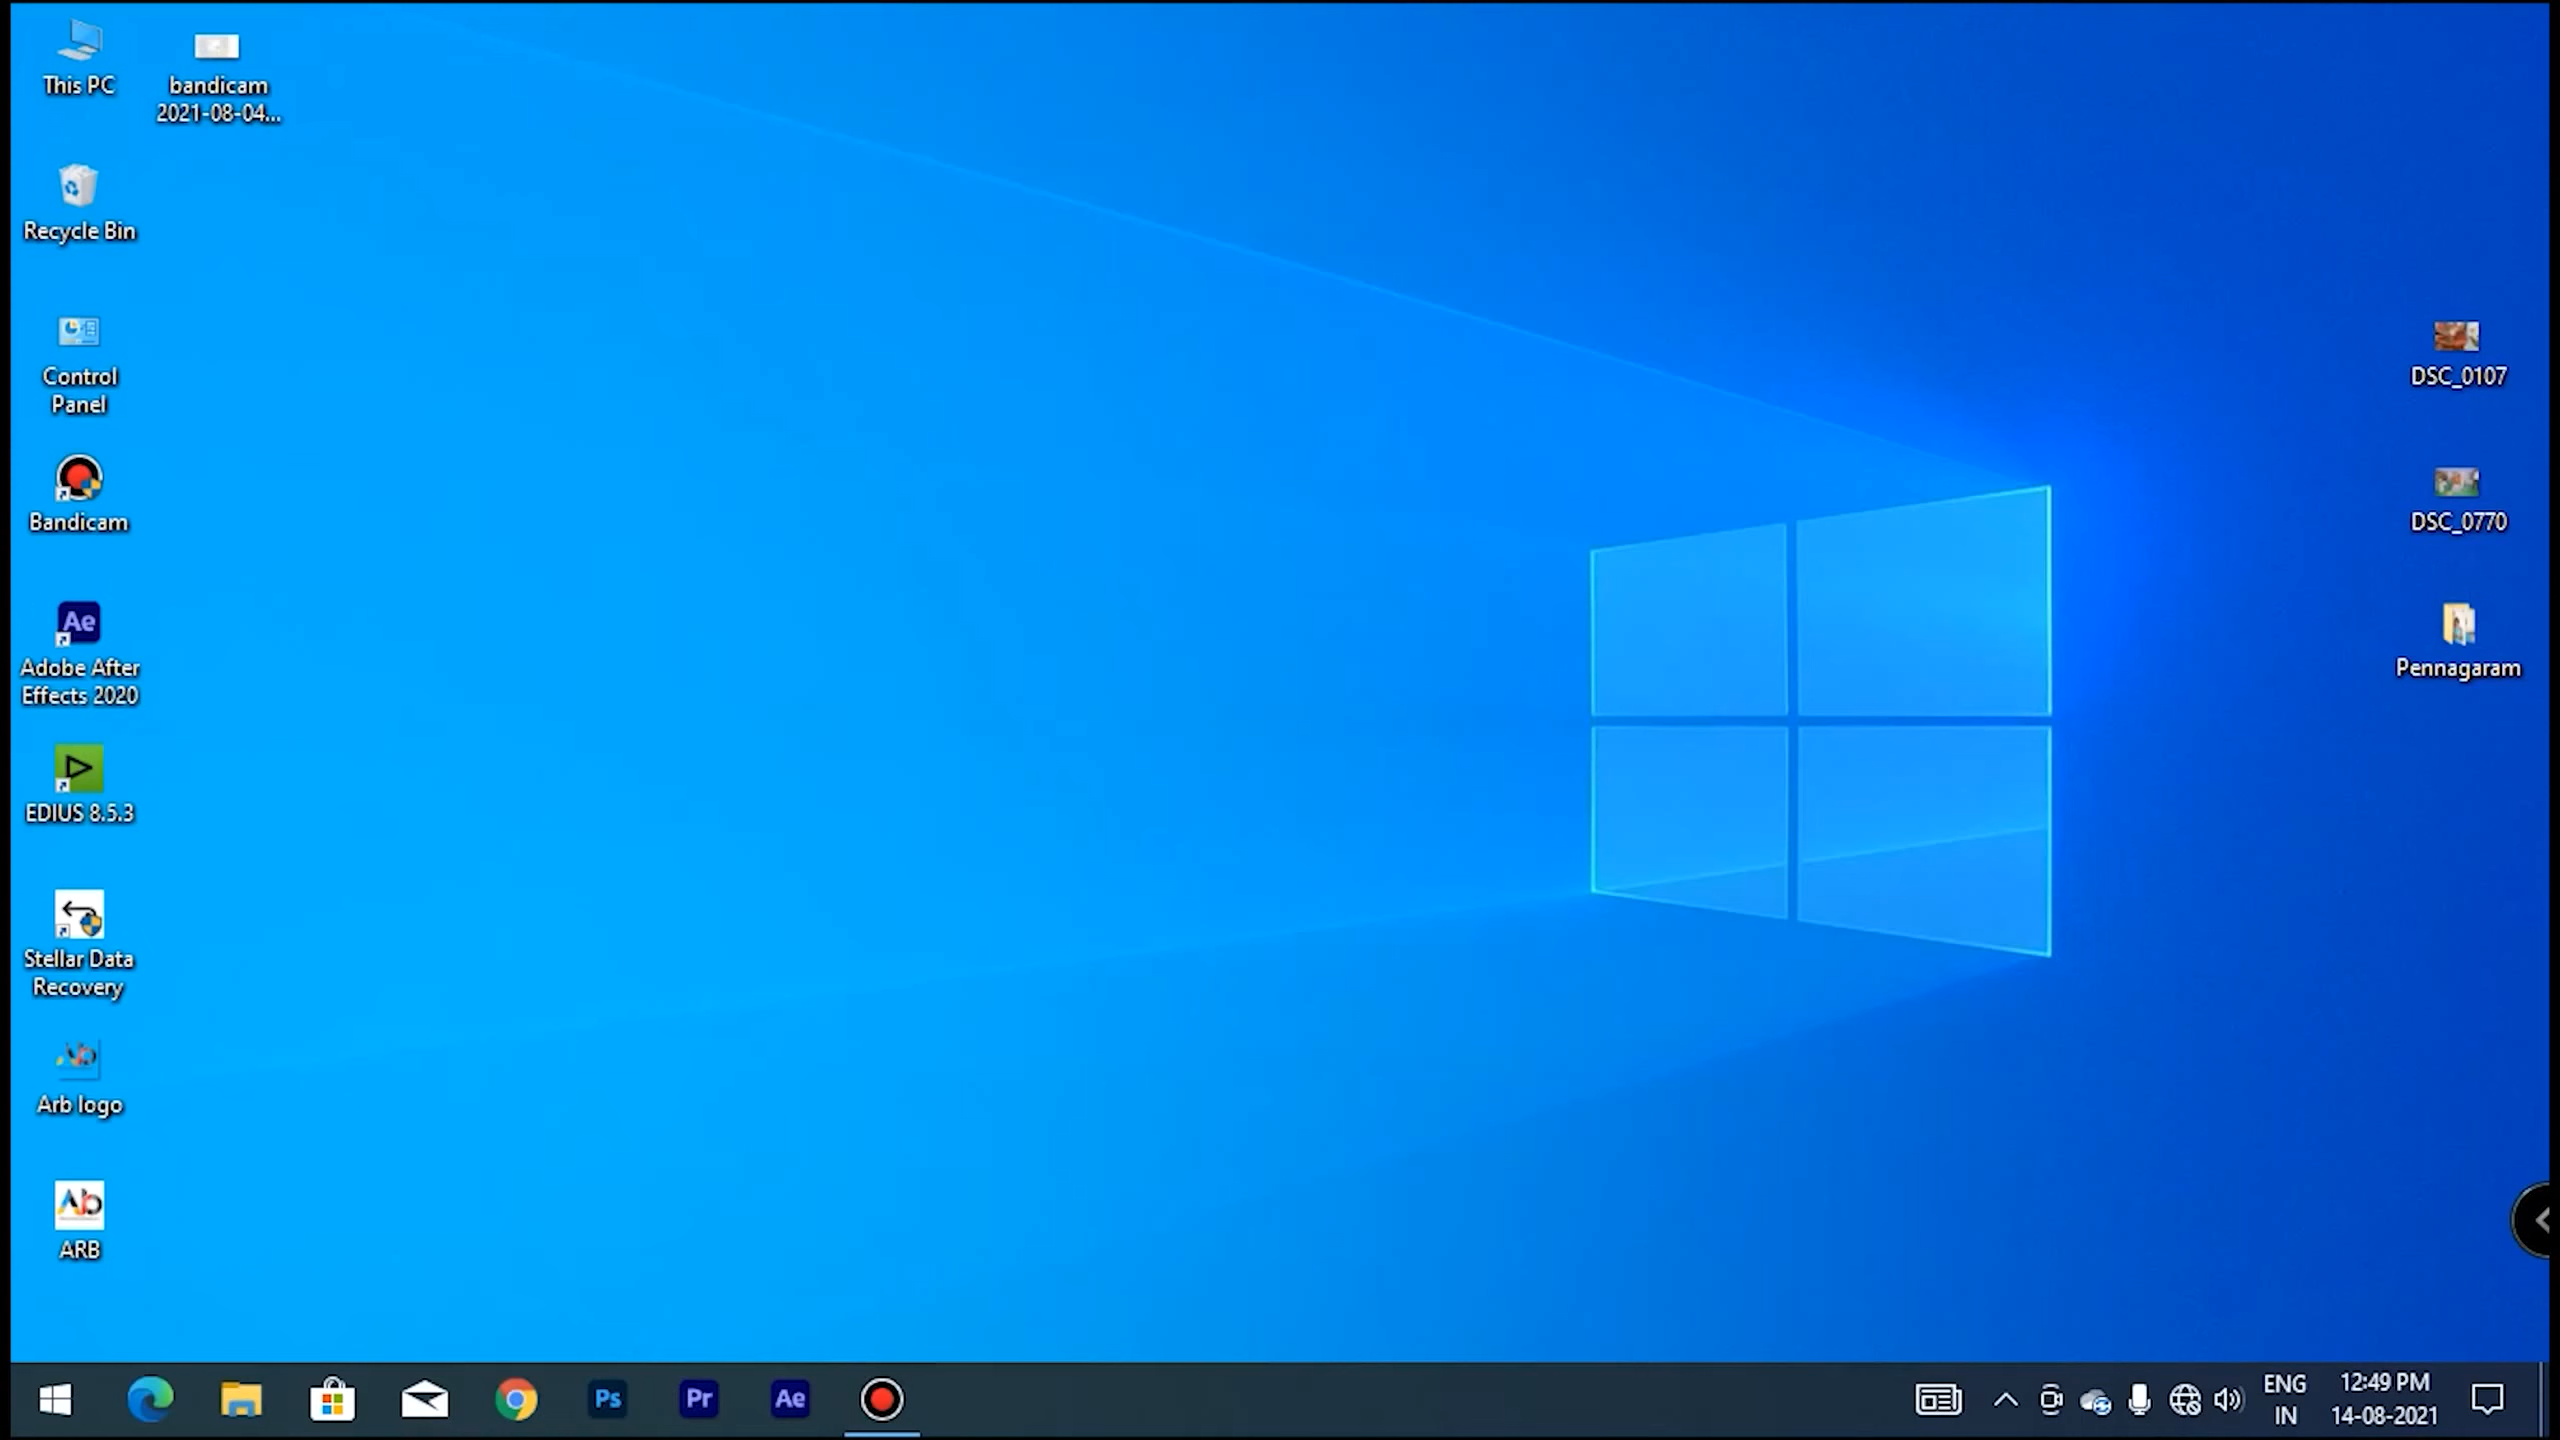 This PC
bandicam
2021-08-04...
Recycle Bin
Control
Panel
Bandicam
Ae
Adobe After
Effects 2020
EDIUS 8.5.3
Stellar Data
Recovery
Arb logo
Ab
ARB
DSC_0107
DSC_0770
Pennagaram
Ps
Pr
Ae
ENG
IN
12:49 PM
14-08-2021